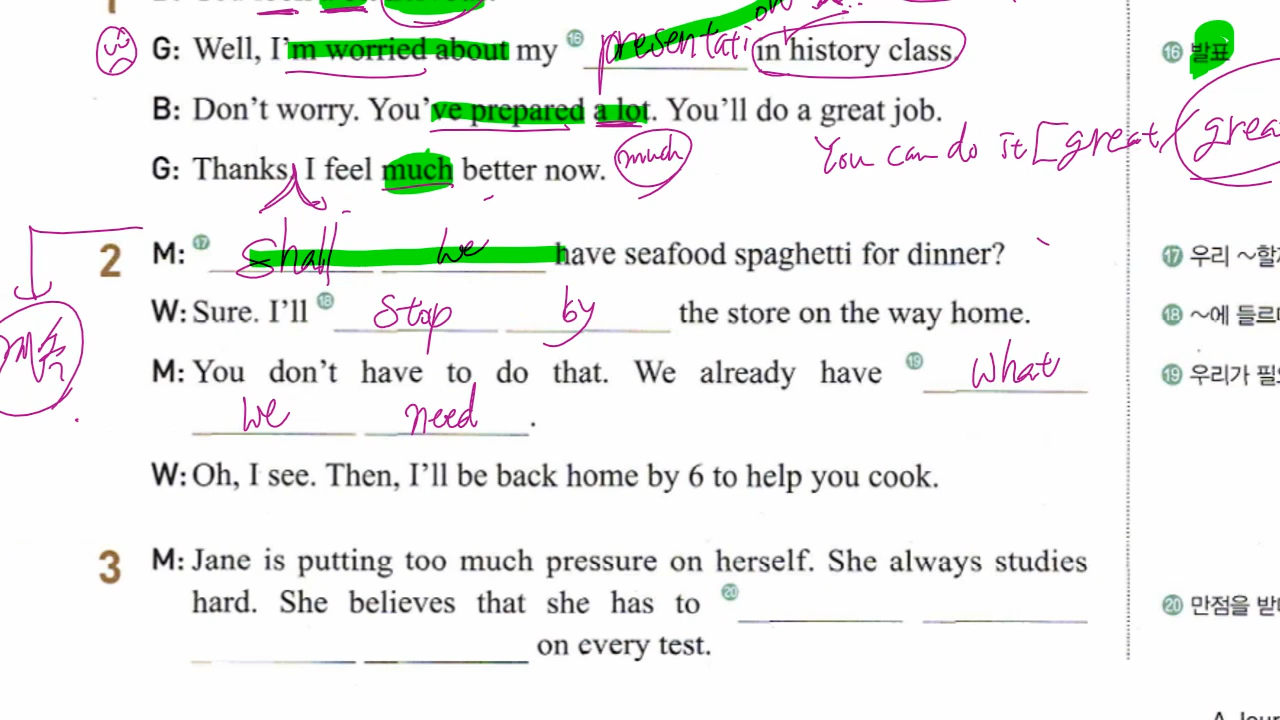 G: Well, I'm worried about my ⑯ presentation in history class.
⑯ 발표
B: Don't worry. You've prepared a lot. You'll do a great job.
You can do it [great, (grea
G: Thanks, I feel much better now. much
2 M: ⑰ Shall we have seafood spaghetti for dinner?
⑰ 우리 ~할
W: Sure. I'll ⑱ stop by the store on the way home.
⑱ ~에 들르
M: You don't have to do that. We already have ⑲ what
⑲ 우리가 필
we need.
W: Oh, I see. Then, I'll be back home by 6 to help you cook.
3 M: Jane is putting too much pressure on herself. She always studies
hard. She believes that she has to ⑳
⑳ 만점을 받
on every test.